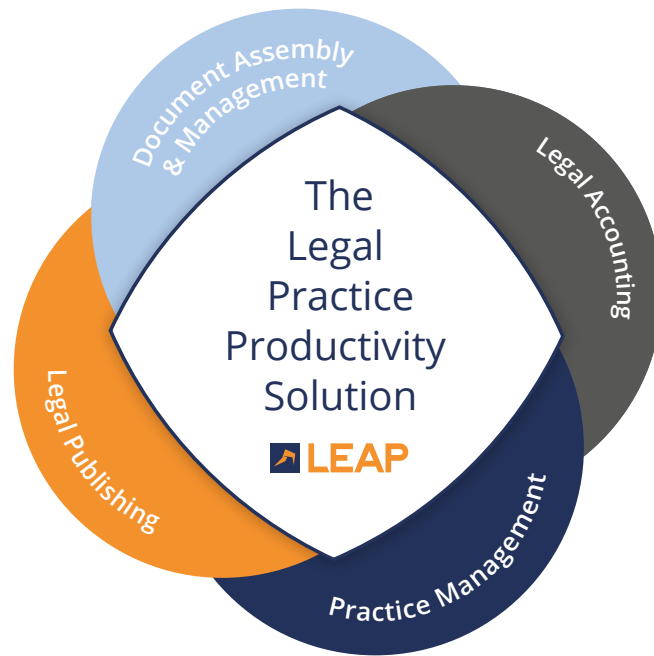 Document Assembly
& Management
Legal Accounting
The
Legal
Practice
Productivity
Solution
LEAP
Legal Publishing
Practice Management